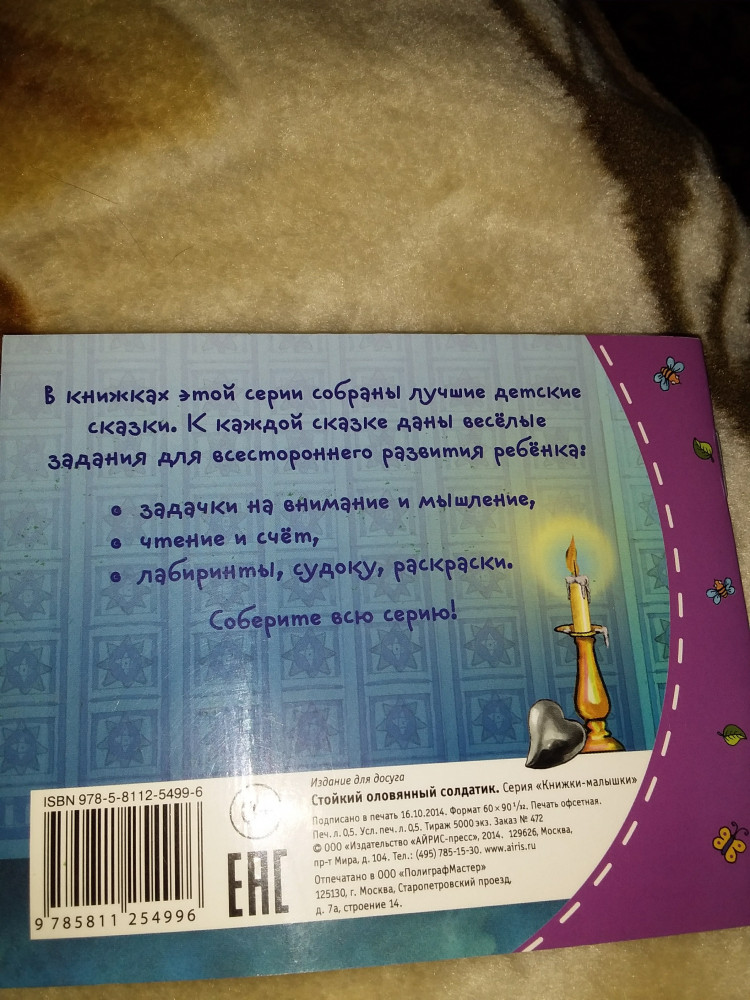 В книжках этой серии собраны лучшие детские
сказки. К каждой сказке даны весёлые
задания для всестороннего развития ребёнка:
• задачки на внимание и мышление,
• чтение и счёт,
• лабиринты, судоку, раскраски.
Соберите всю серию!
ISBN 978-5-8112-5499-6
9 785811 254996
EAC
Издание для досуга
Стойкий оловянный солдатик. Серия «Книжки-малышки»
Подписано в печать 16.10.2014. Формат 60 × 90 1/32. Печать офсетная.
Печ. л. 0,5. Усл. печ. л. 0,5. Тираж 5000 экз. Заказ № 472
© ООО «Издательство «АЙРИС-пресс», 2014. 129626, Москва,
пр-т Мира, д. 104. Тел.: (495) 785-15-30. www.airis.ru
Отпечатано в ООО «ПолиграфМастер»
125130, г. Москва, Старопетровский проезд,
д. 7а, строение 14.